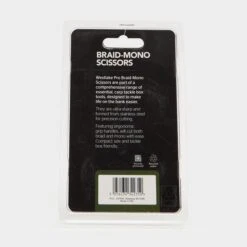 BRAID-MONO
SCISSORS
Westlake Pro Braid Mono
Scissors are part of a
comprehensive range of
essential, carp tackle box
tools, designed to make
life on the bank easier.
They are ultra-sharp and
formed from stainless steel
for precision cutting.
Featuring ergonomic
grip handles, will cut both
braid and mono with ease.
Compact safe and tackle
box friendly.